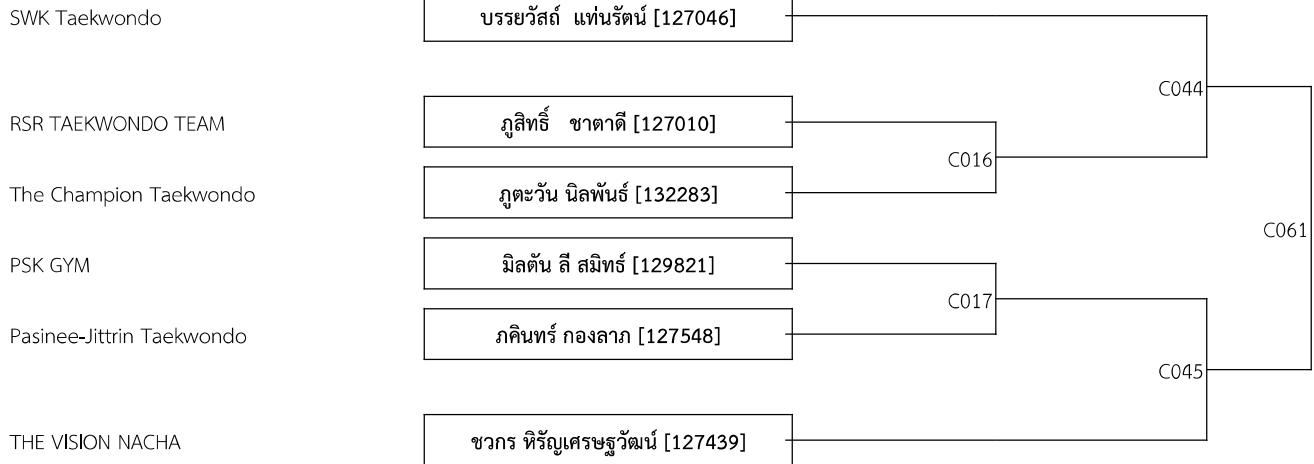 SWK Taekwondo
บรรยวัสถ์ แท่นรัตน์ [127046]
C044
RSR TAEKWONDO TEAM
ภูสิทธิ์ ชาตาดี [127010]
C016
The Champion Taekwondo
ภูตะวัน นิลพันธ์ [132283]
C061
PSK GYM
มิลตัน ลี สมิทธ์ [129821]
C017
Pasinee-Jittrin Taekwondo
ภคินทร์ กองลาภ [127548]
C045
THE VISION NACHA
ชวกร หิรัญเศรษฐวัฒน์ [127439]